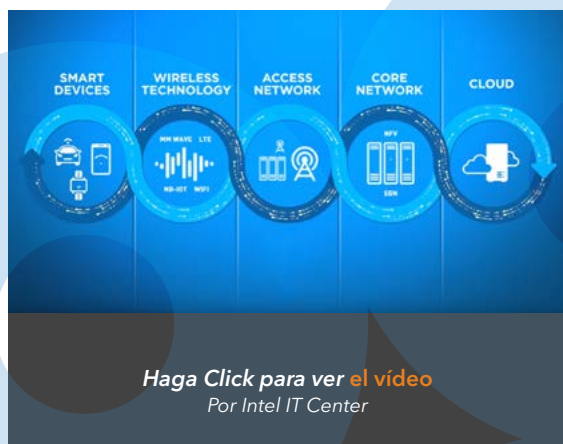 SMART DEVICES
WIRELESS TECHNOLOGY
ACCESS NETWORK
CORE NETWORK
CLOUD
MM WAVE LTE
NB-IOT WIFI
NFV
SDN
Haga Click para ver el vídeo
Por Intel IT Center